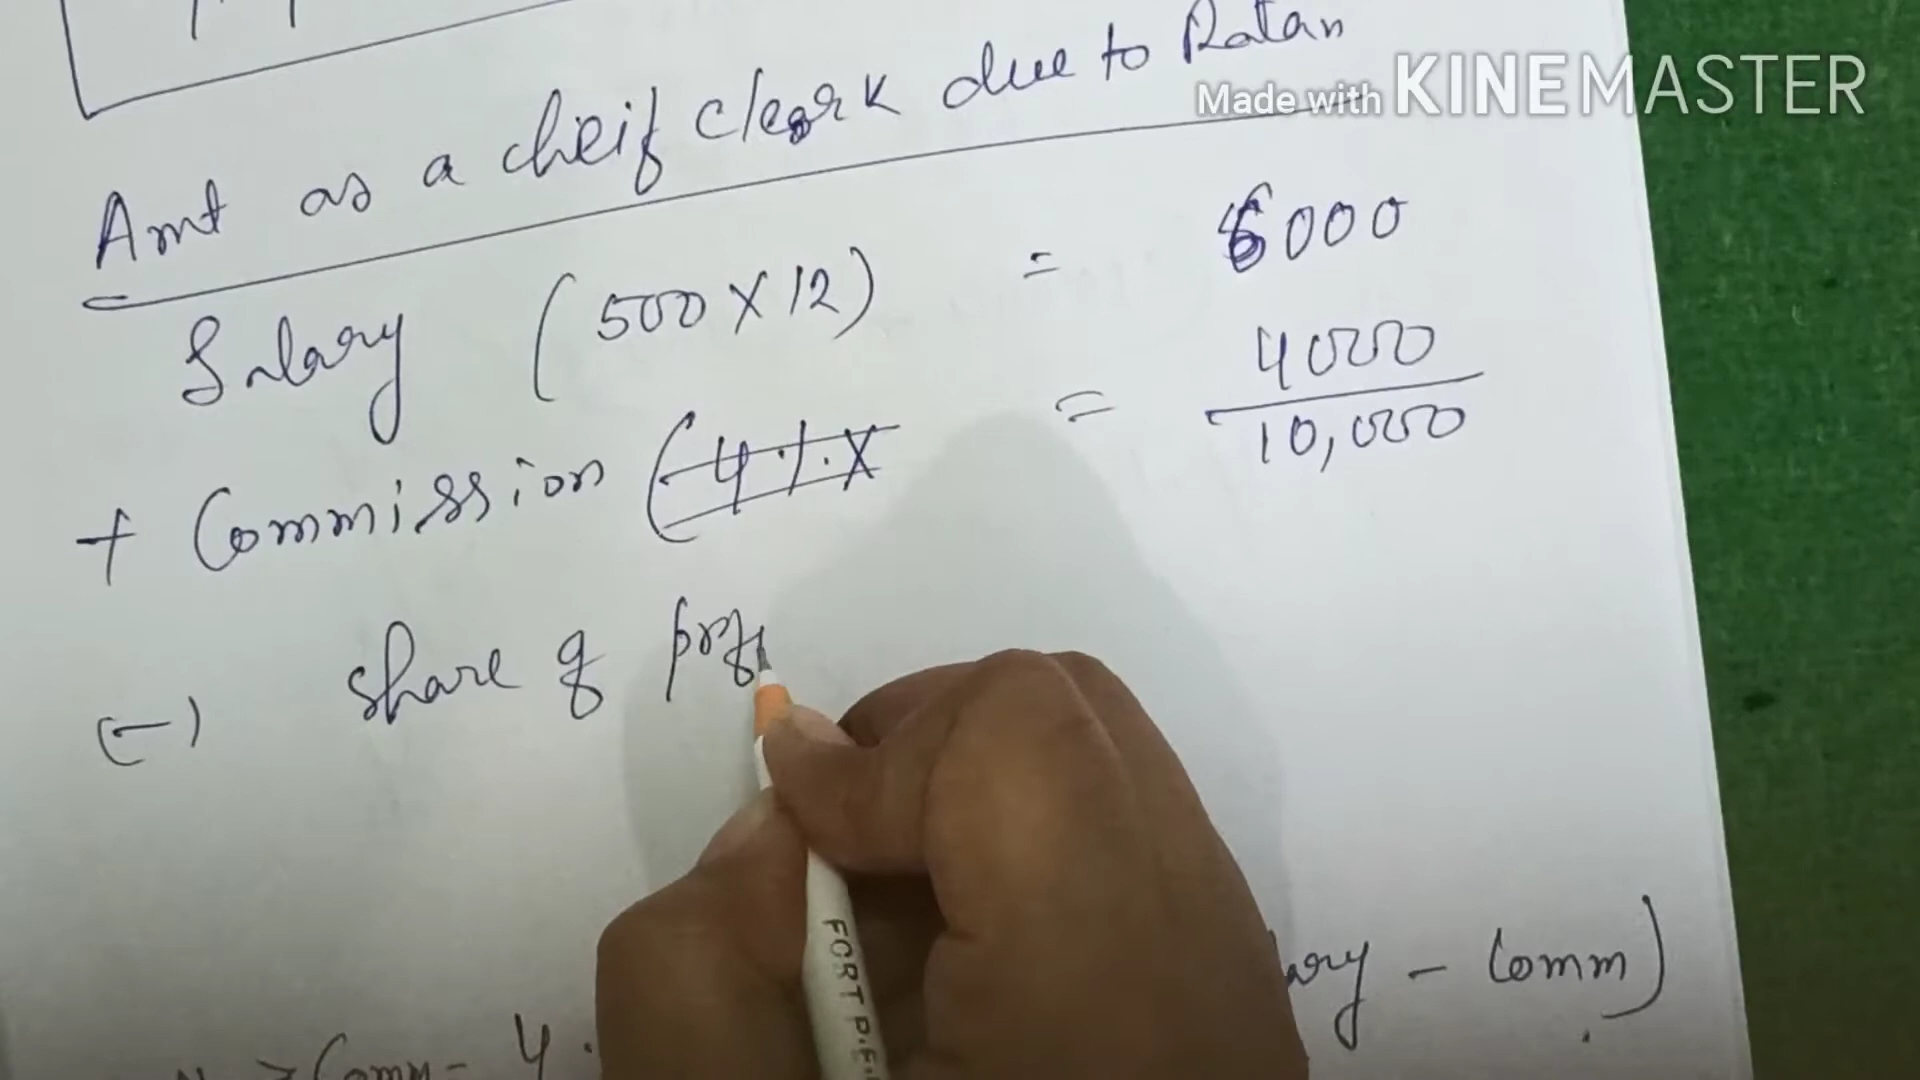 Made with KINEMASTER
Amt as a cheif clerk due to Ratan
Salary (500 X 12) = 6000
+ Commission (4 % X = 4000
10,000
(-) share of prof
ary - Comm)
Comm - 4
FORT P.F.